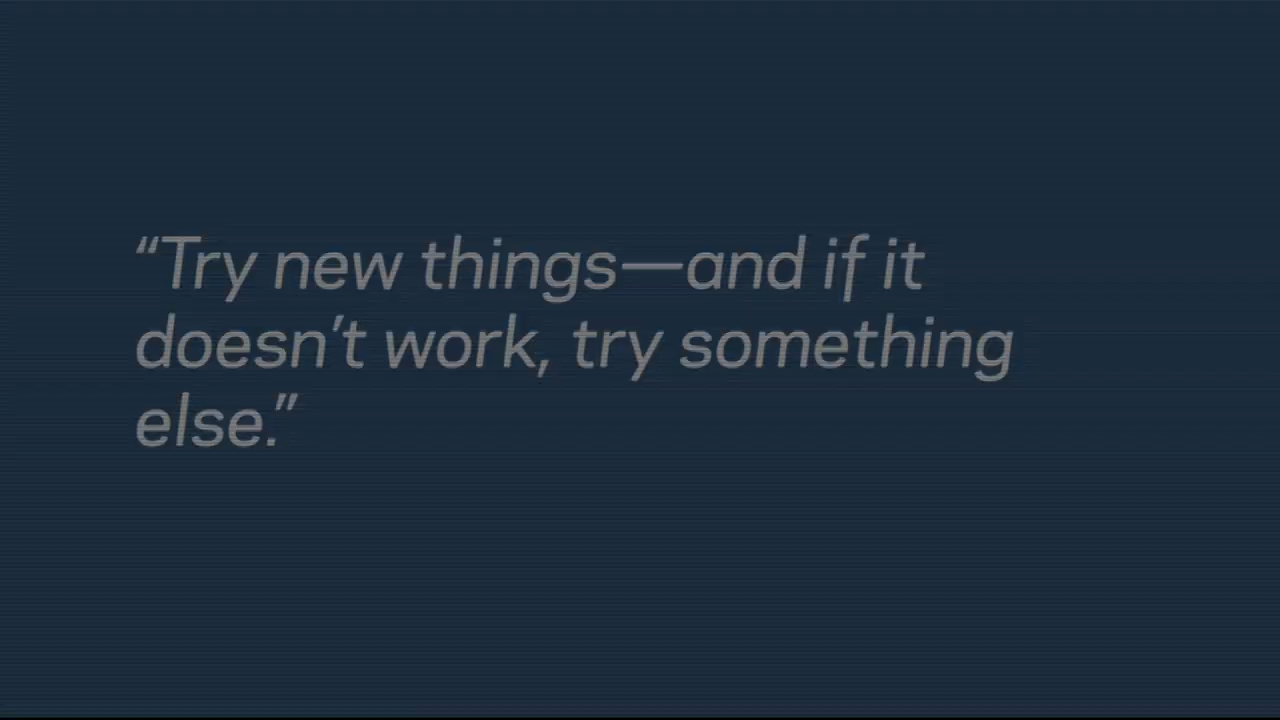 “Try new things—and if it
doesn’t work, try something
else.”